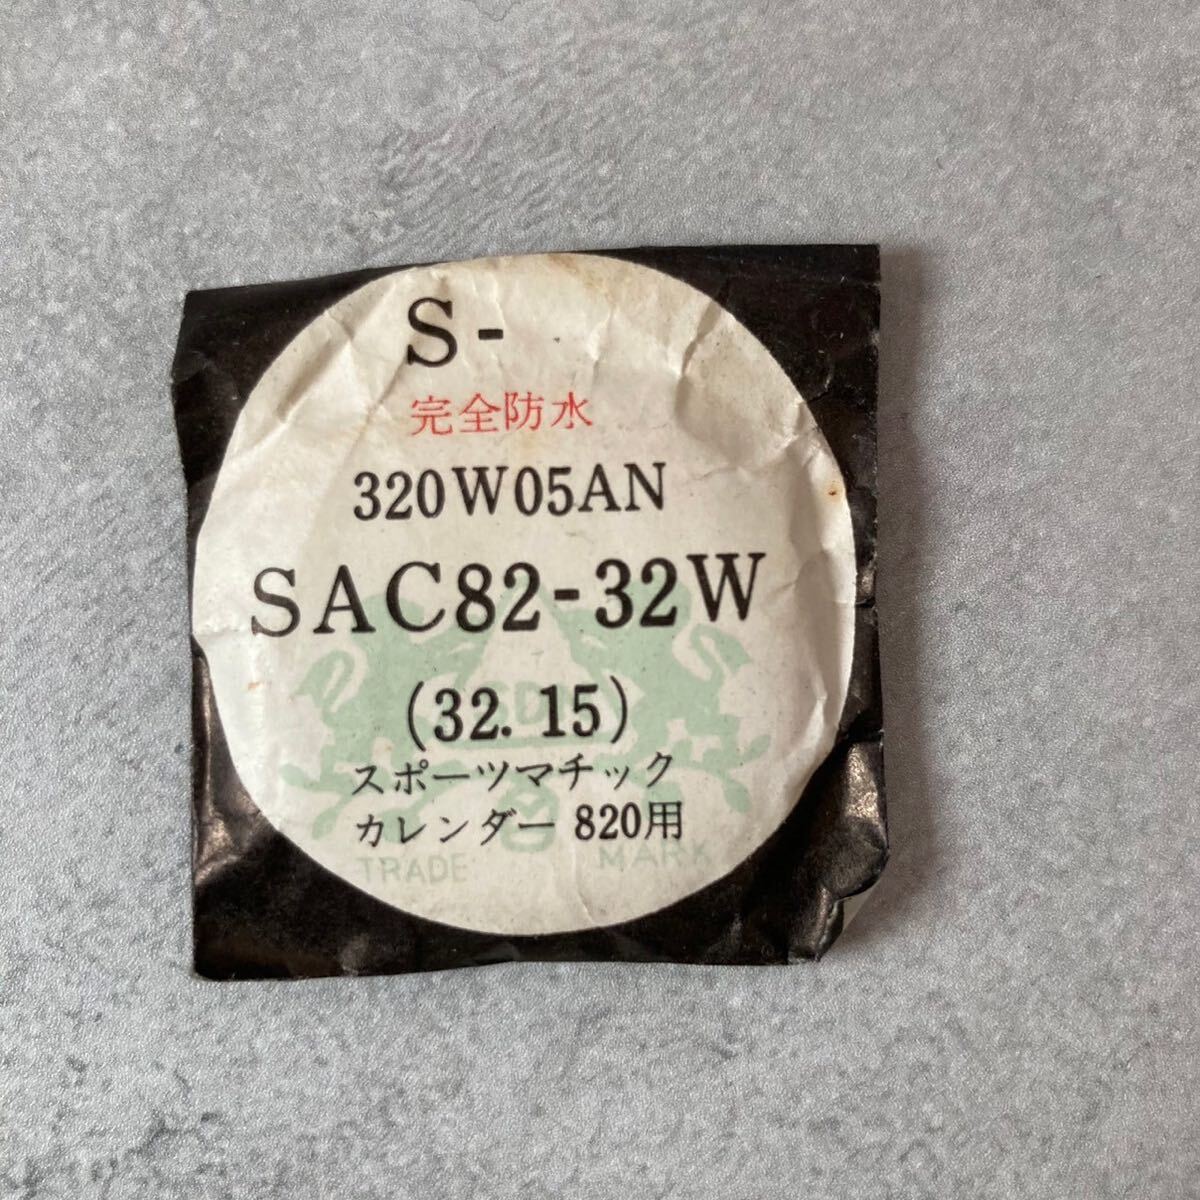 S-
完全防水
320W05AN
SAC82-32W
(32.15)
スポーツマチック
カレンダー 820用
TRADE MARK